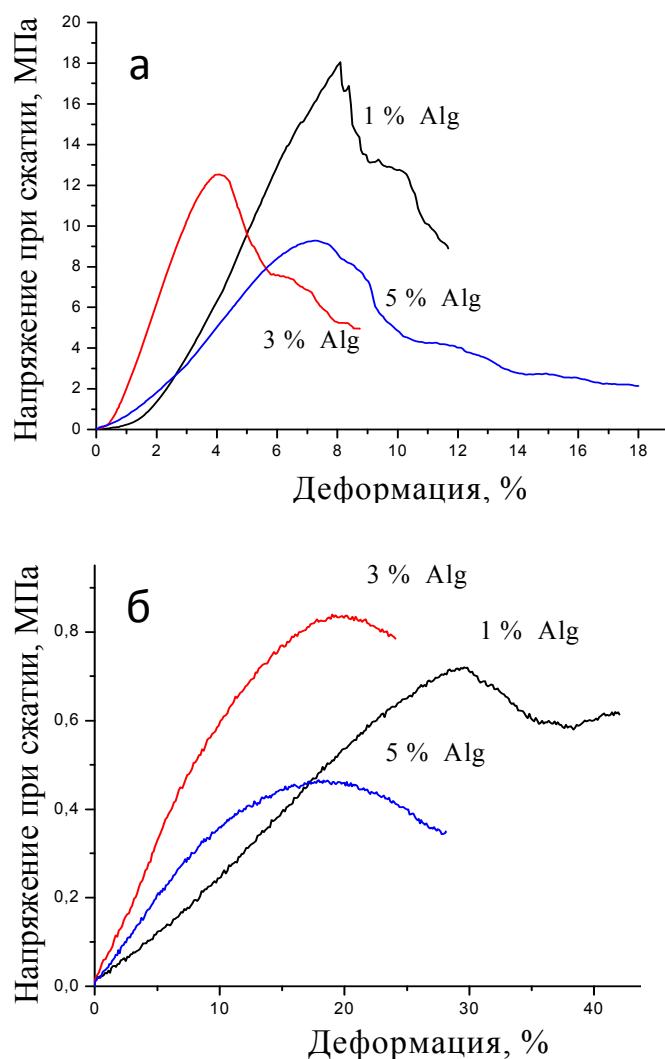 Напряжение при сжатии, МПа
20
18
16
14
12
10
8
6
4
2
0
а
1 % Alg
5 % Alg
3 % Alg
0 2 4 6 8 10 12 14 16 18
Деформация, %
Напряжение при сжатии, МПа
0,8
0,6
0,4
0,2
0,0
б
3 % Alg
1 % Alg
5 % Alg
0 10 20 30 40
Деформация, %